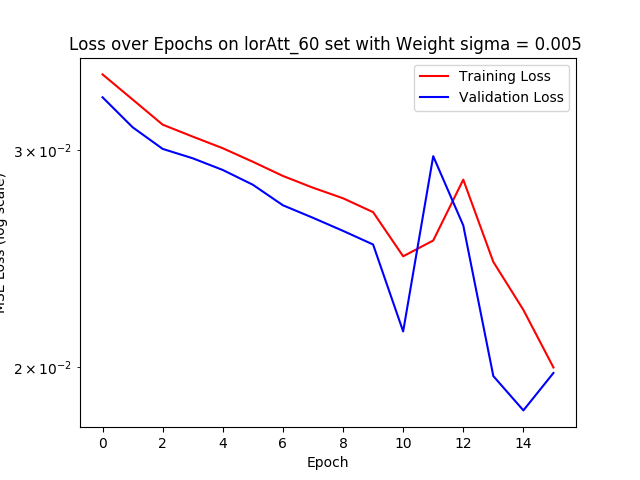 Loss over Epochs on lorAtt_60 set with Weight sigma = 0.005
Training Loss
Validation Loss
3 × 10⁻²
2 × 10⁻²
MSE Loss (log scale)
0 2 4 6 8 10 12 14
Epoch